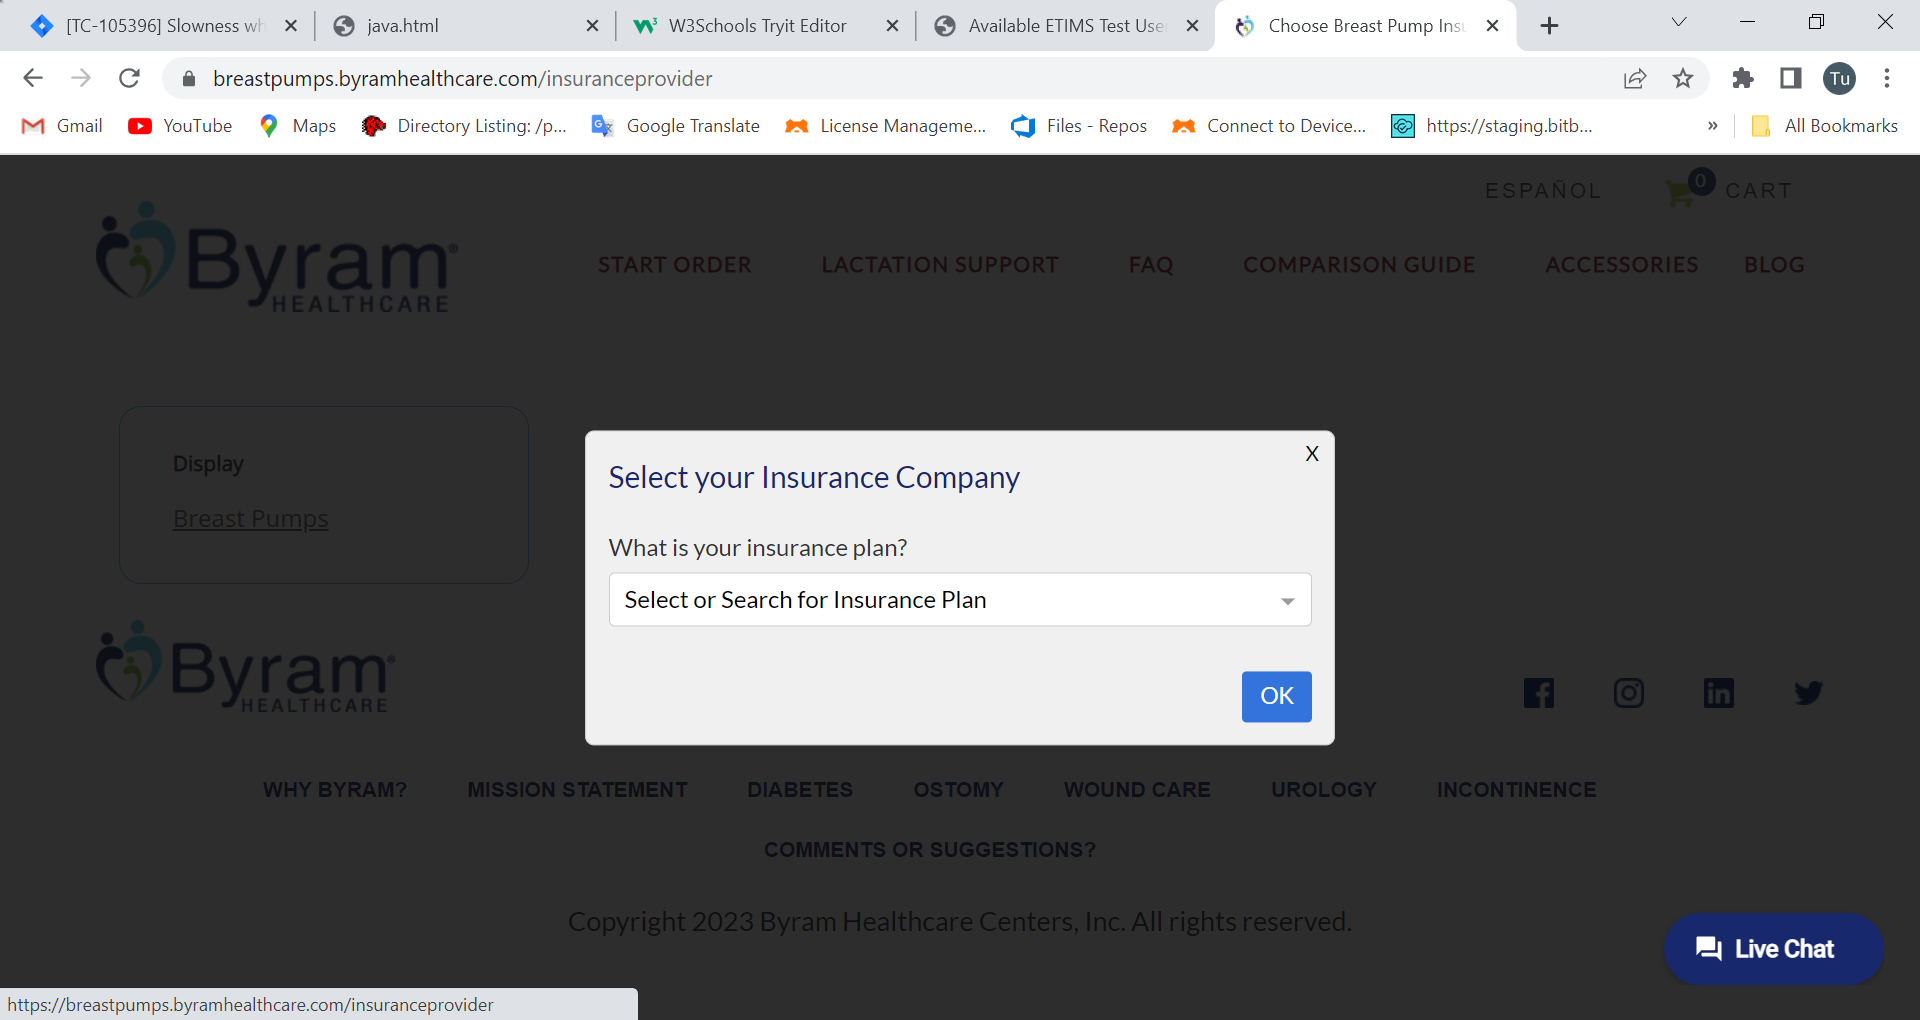 [TC-105396] Slowness wh
java.html
W3Schools Tryit Editor
Available ETIMS Test Use
Choose Breast Pump Insu
breastpumps.byramhealthcare.com/insuranceprovider
Tu
Gmail
YouTube
Maps
Directory Listing: /p...
Google Translate
License Manageme...
Files - Repos
Connect to Device...
https://staging.bitb...
»
All Bookmarks
ESPAÑOL
0
CART
Byram®
HEALTHCARE
START ORDER
LACTATION SUPPORT
FAQ
COMPARISON GUIDE
ACCESSORIES
BLOG
Display
Breast Pumps
X
Select your Insurance Company
What is your insurance plan?
Select or Search for Insurance Plan
OK
Byram®
HEALTHCARE
WHY BYRAM?
MISSION STATEMENT
DIABETES
OSTOMY
WOUND CARE
UROLOGY
INCONTINENCE
COMMENTS OR SUGGESTIONS?
Copyright 2023 Byram Healthcare Centers, Inc. All rights reserved.
Live Chat
https://breastpumps.byramhealthcare.com/insuranceprovider